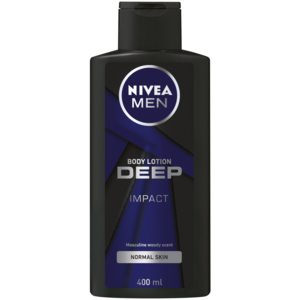 NIVEA
MEN
BODY LOTION
DEEP
IMPACT
Masculine woody scent
NORMAL SKIN
400 ml